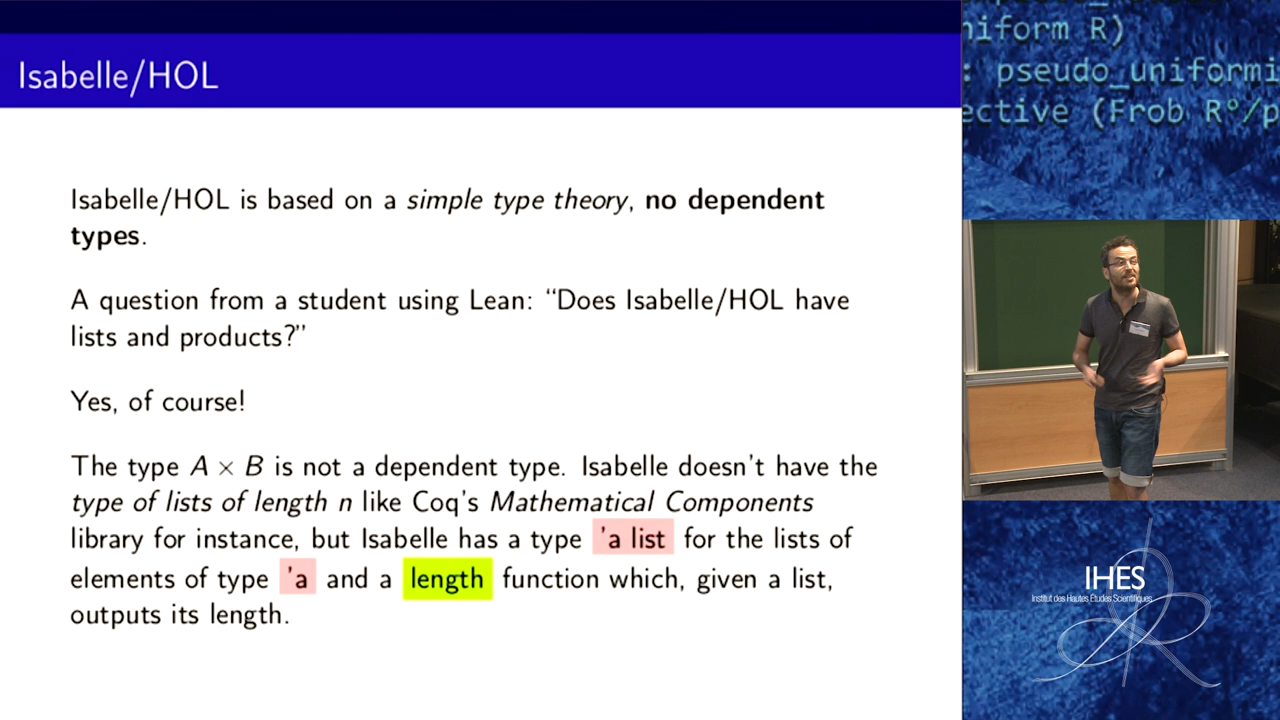 Isabelle/HOL
Isabelle/HOL is based on a simple type theory, no dependent
types.
A question from a student using Lean: “Does Isabelle/HOL have
lists and products?”
Yes, of course!
The type A × B is not a dependent type. Isabelle doesn't have the
type of lists of length n like Coq's Mathematical Components
library for instance, but Isabelle has a type 'a list for the lists of
elements of type 'a and a length function which, given a list,
outputs its length.
niform R)
: pseudo_uniformi
ective (Frob R°/p
IHES
Institut des Hautes Études Scientifiques